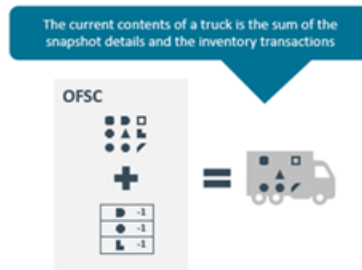 The current contents of a truck is the sum of the
snapshot details and the inventory transactions
OFSC
-1
-1
-1